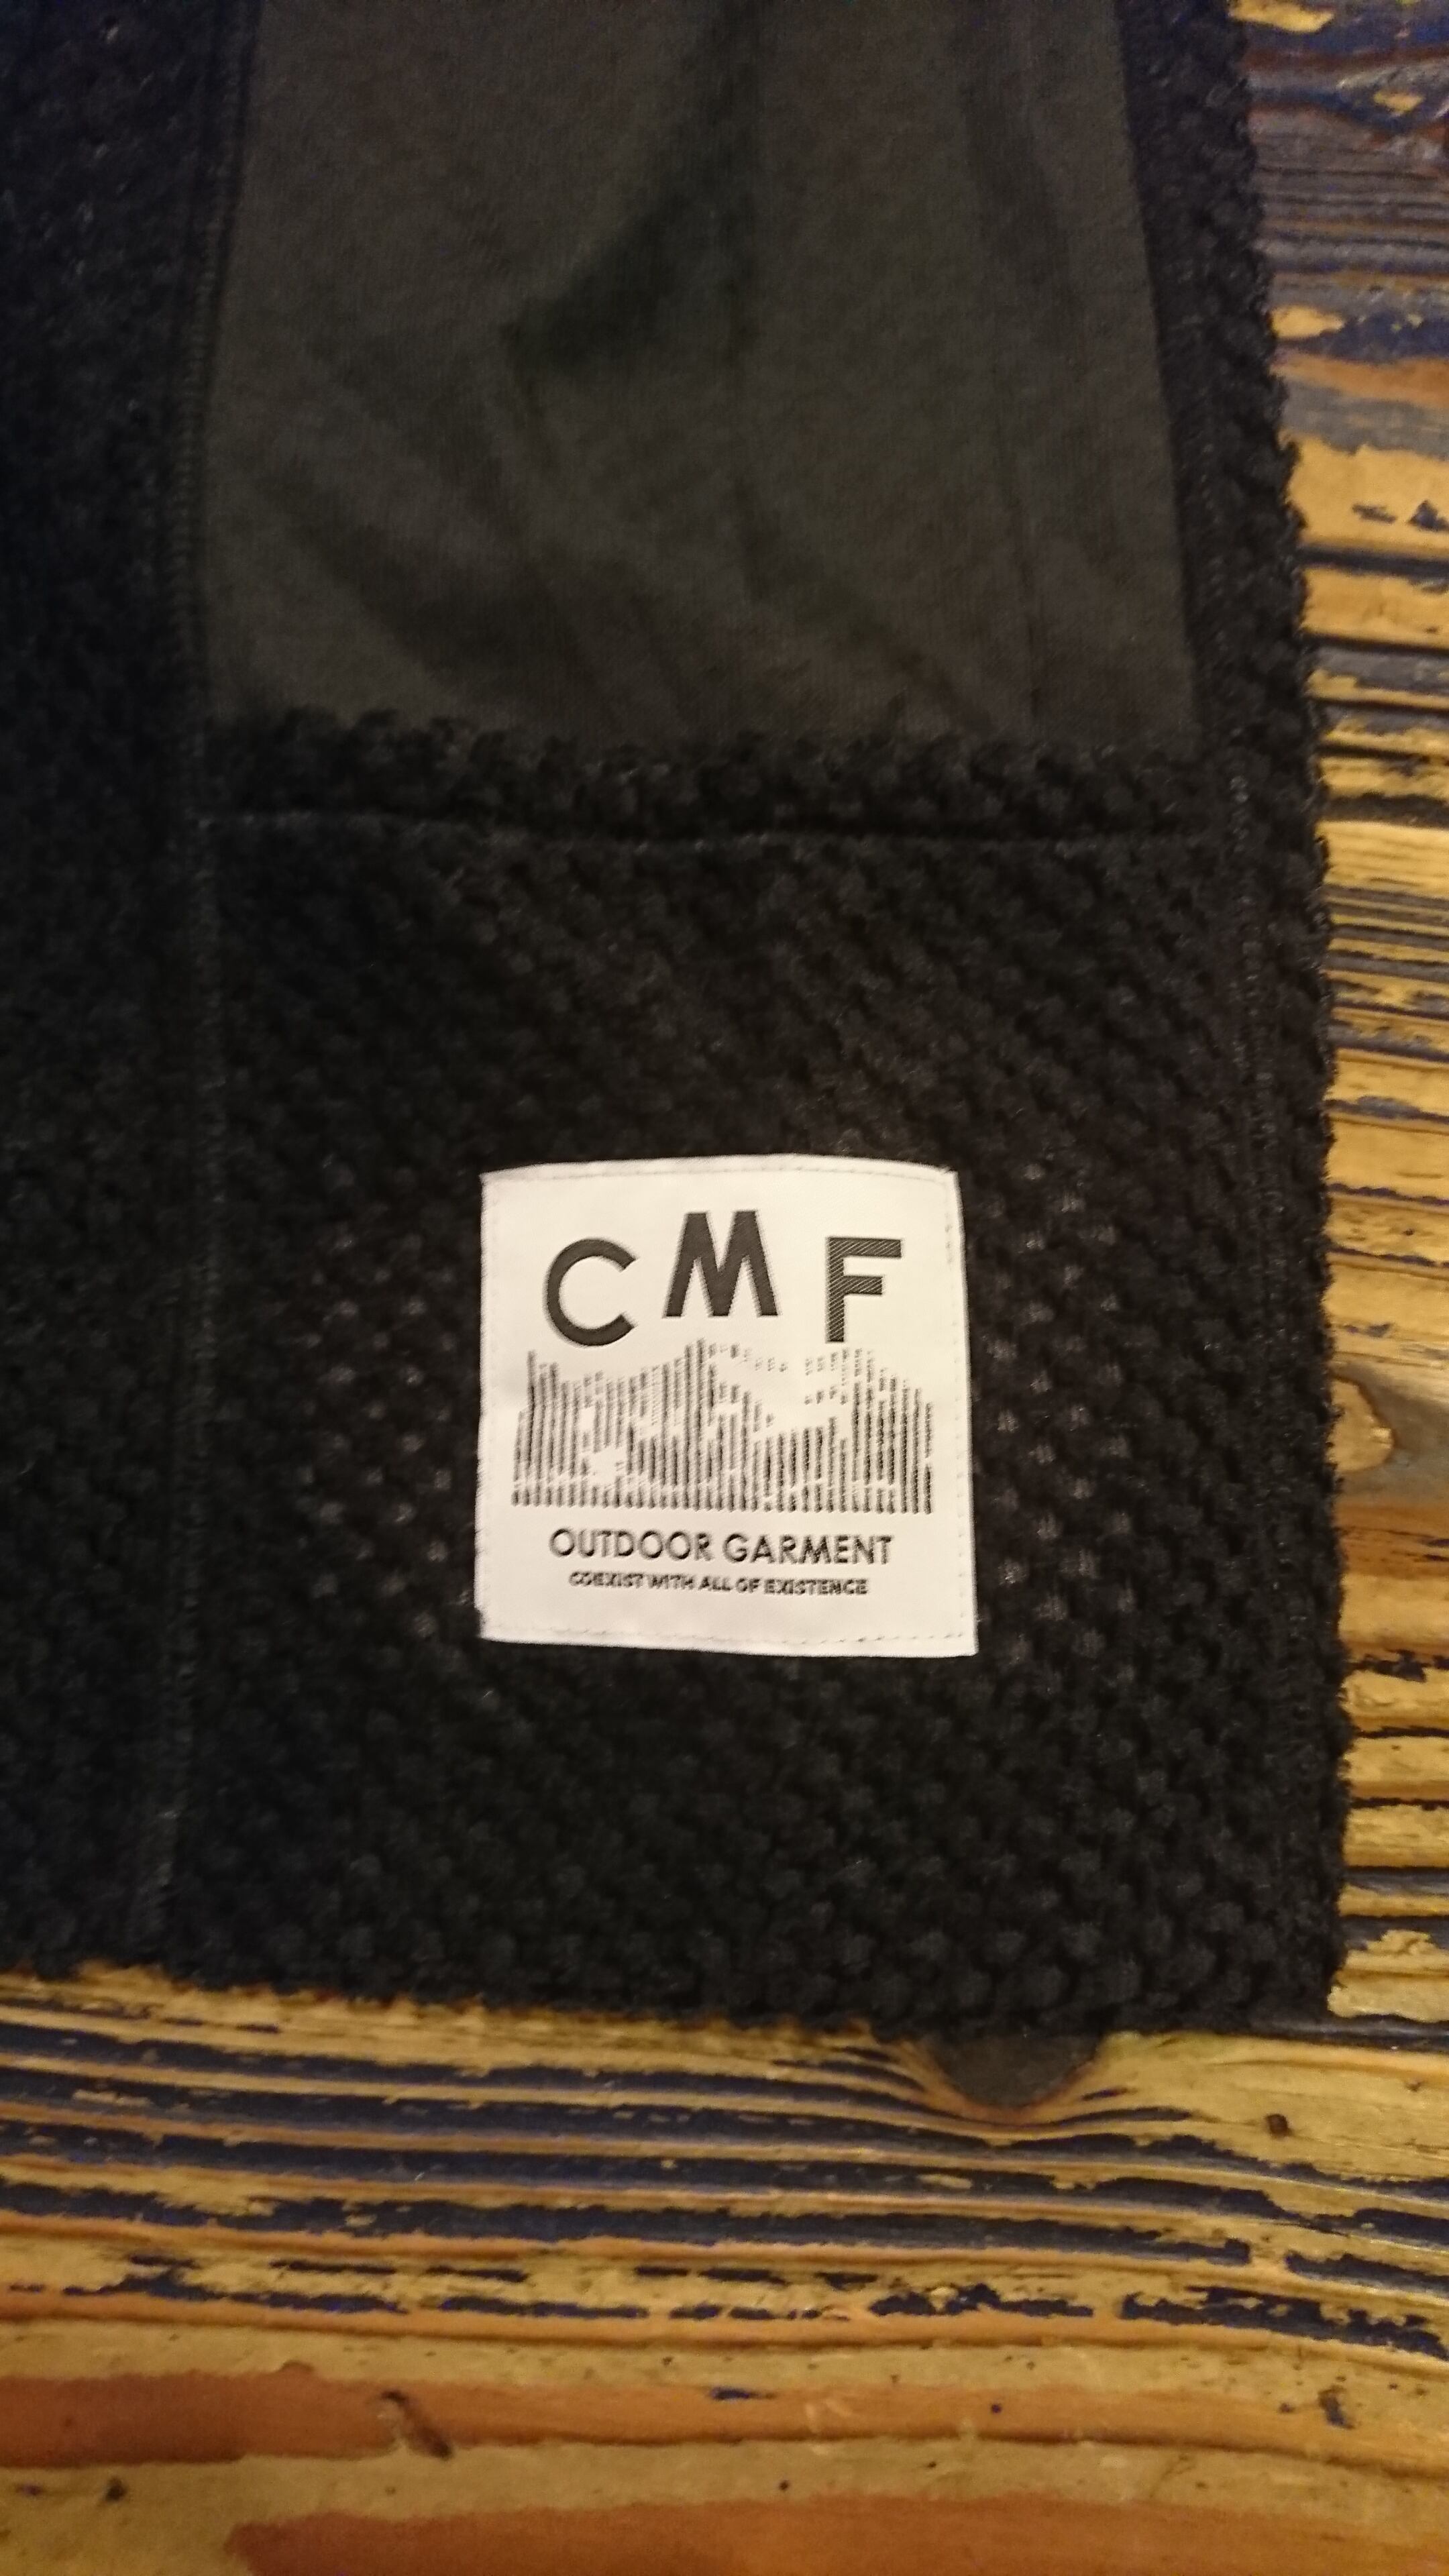 CMF
OUTDOOR GARMENT
COEXIST WITH ALL OF EXISTENCE